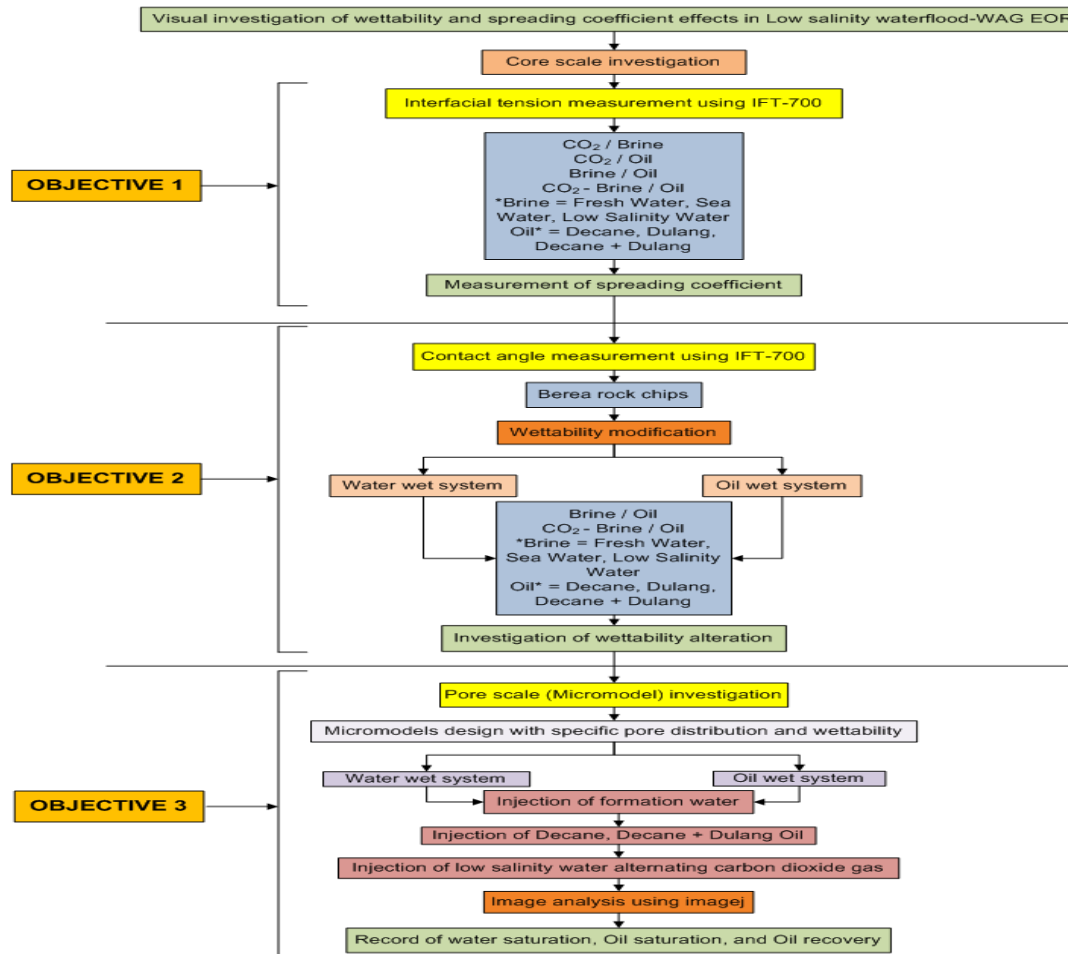 Visual investigation of wettability and spreading coefficient effects in Low salinity waterflood-WAG EOR
Core scale investigation
Interfacial tension measurement using IFT-700
OBJECTIVE 1
CO₂ / Brine
CO₂ / Oil
Brine / Oil
CO₂ - Brine / Oil
*Brine = Fresh Water, Sea
Water, Low Salinity Water
Oil* = Decane, Dulang,
Decane + Dulang
Measurement of spreading coefficient
Contact angle measurement using IFT-700
Berea rock chips
Wettability modification
OBJECTIVE 2
Water wet system
Oil wet system
Brine / Oil
CO₂ - Brine / Oil
*Brine = Fresh Water,
Sea Water, Low Salinity
Water
Oil* = Decane, Dulang,
Decane + Dulang
Investigation of wettability alteration
Pore scale (Micromodel) investigation
Micromodels design with specific pore distribution and wettability
Water wet system
Oil wet system
OBJECTIVE 3
Injection of formation water
Injection of Decane, Decane + Dulang Oil
Injection of low salinity water alternating carbon dioxide gas
Image analysis using imagej
Record of water saturation, Oil saturation, and Oil recovery